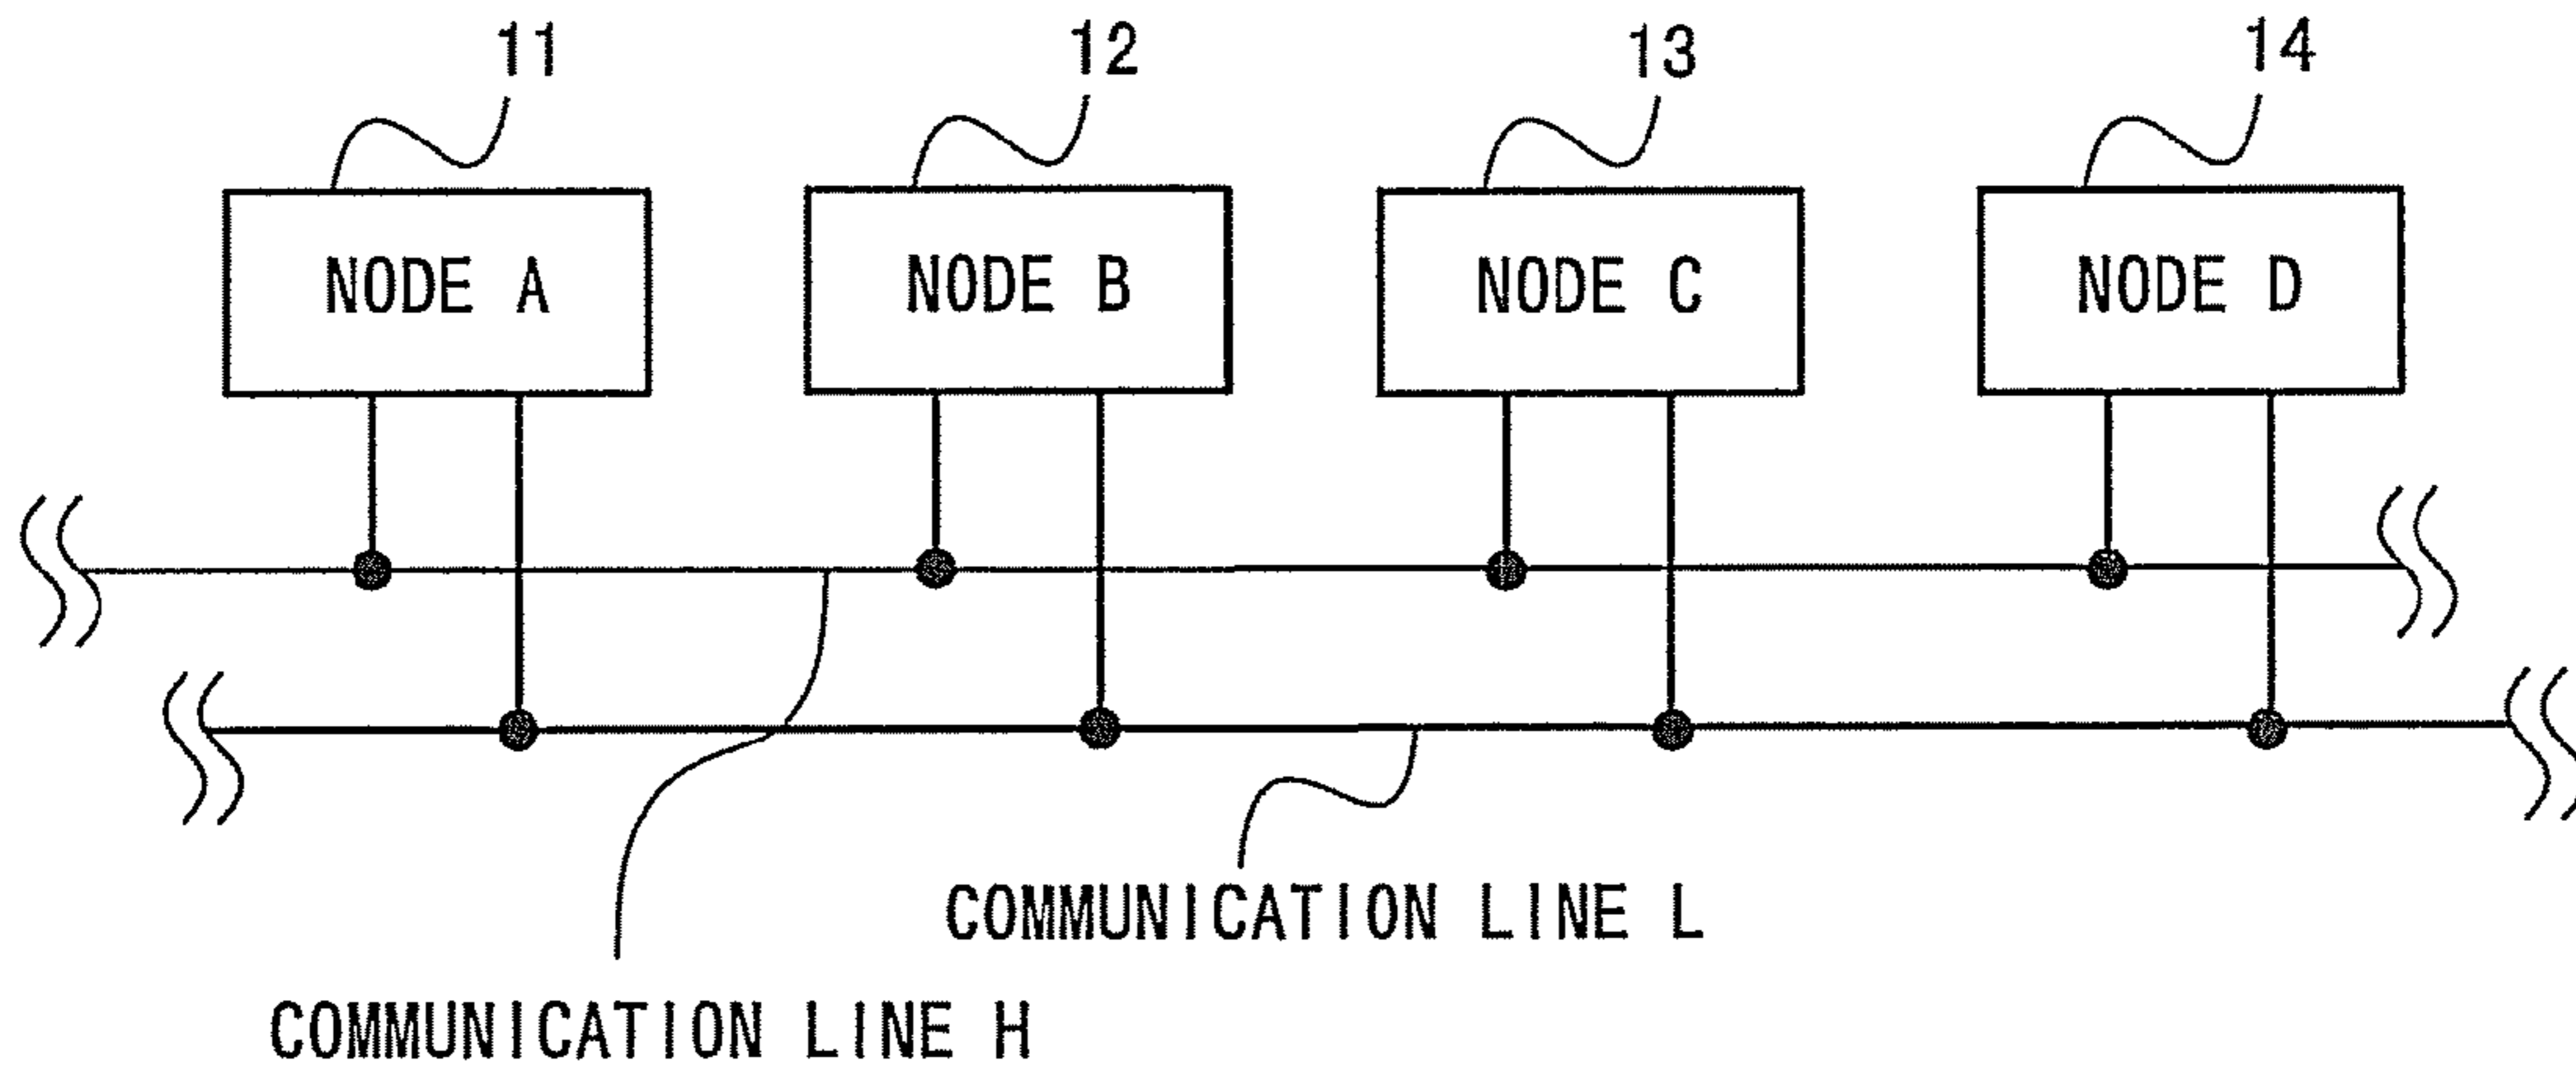 11 12 13 14
NODE A NODE B NODE C NODE D
COMMUNICATION LINE L
COMMUNICATION LINE H